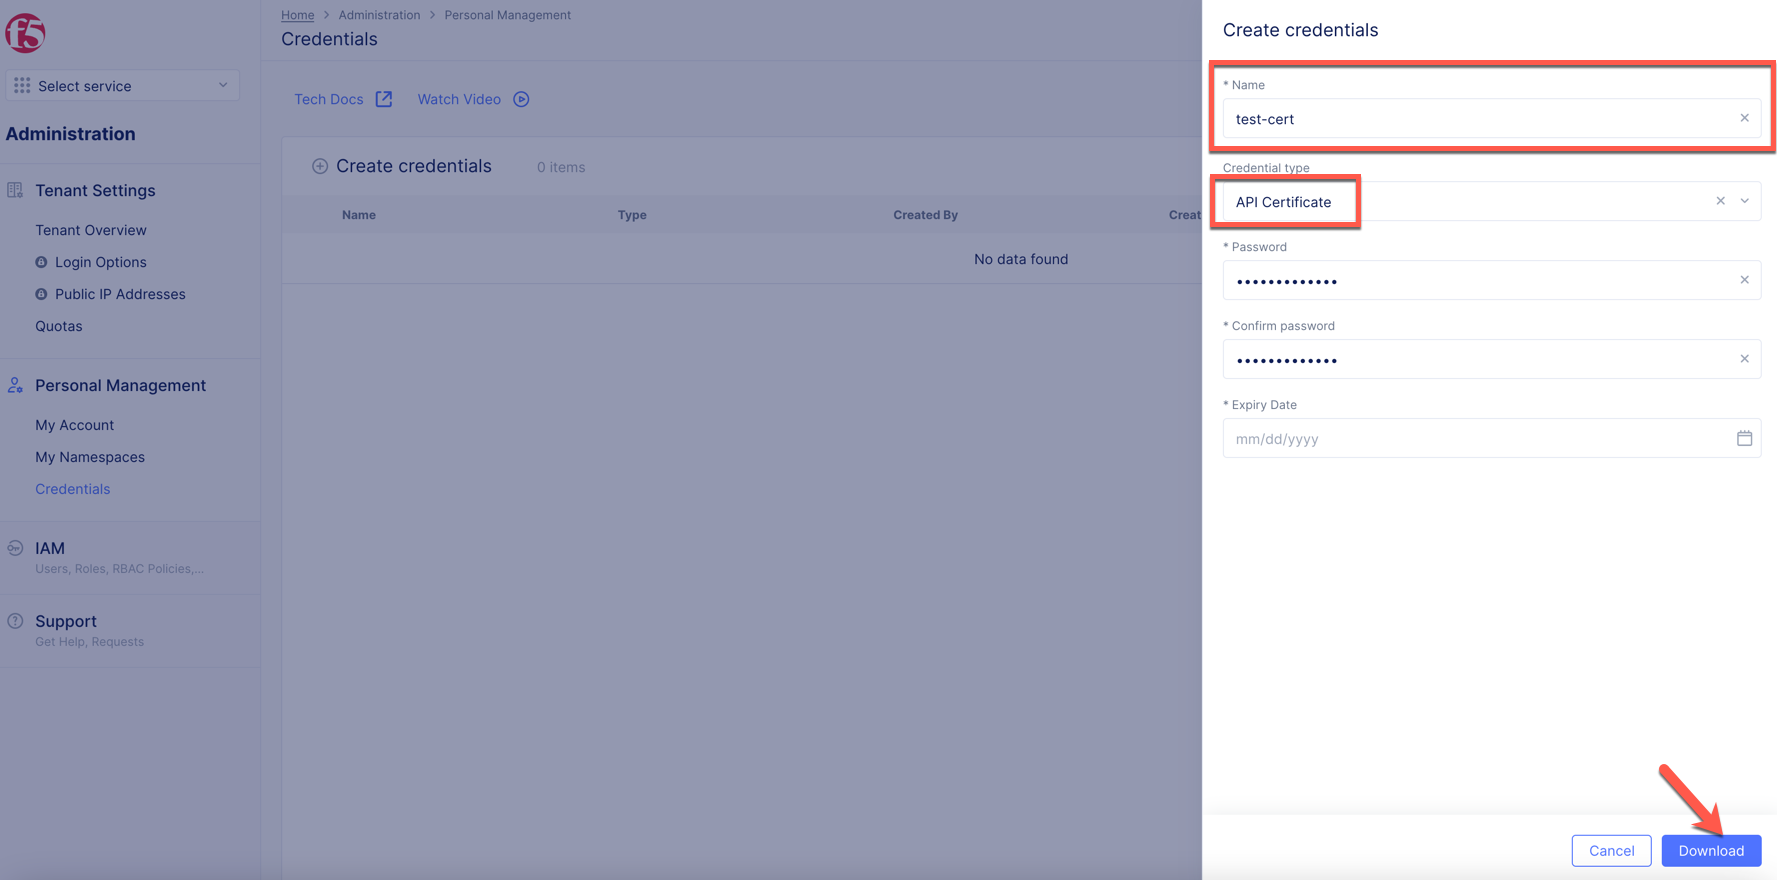 f5
Select service
Administration
Tenant Settings
Tenant Overview
Login Options
Public IP Addresses
Quotas
Personal Management
My Account
My Namespaces
Credentials
IAM
Users, Roles, RBAC Policies,...
Support
Get Help, Requests
Home > Administration > Personal Management
Credentials
Tech Docs
Watch Video
Create credentials 0 items
Name Type Created By Creat
No data found
Create credentials
* Name
test-cert
Credential type
API Certificate
* Password
•••••••••••••
* Confirm password
•••••••••••••
* Expiry Date
mm/dd/yyyy
Cancel Download